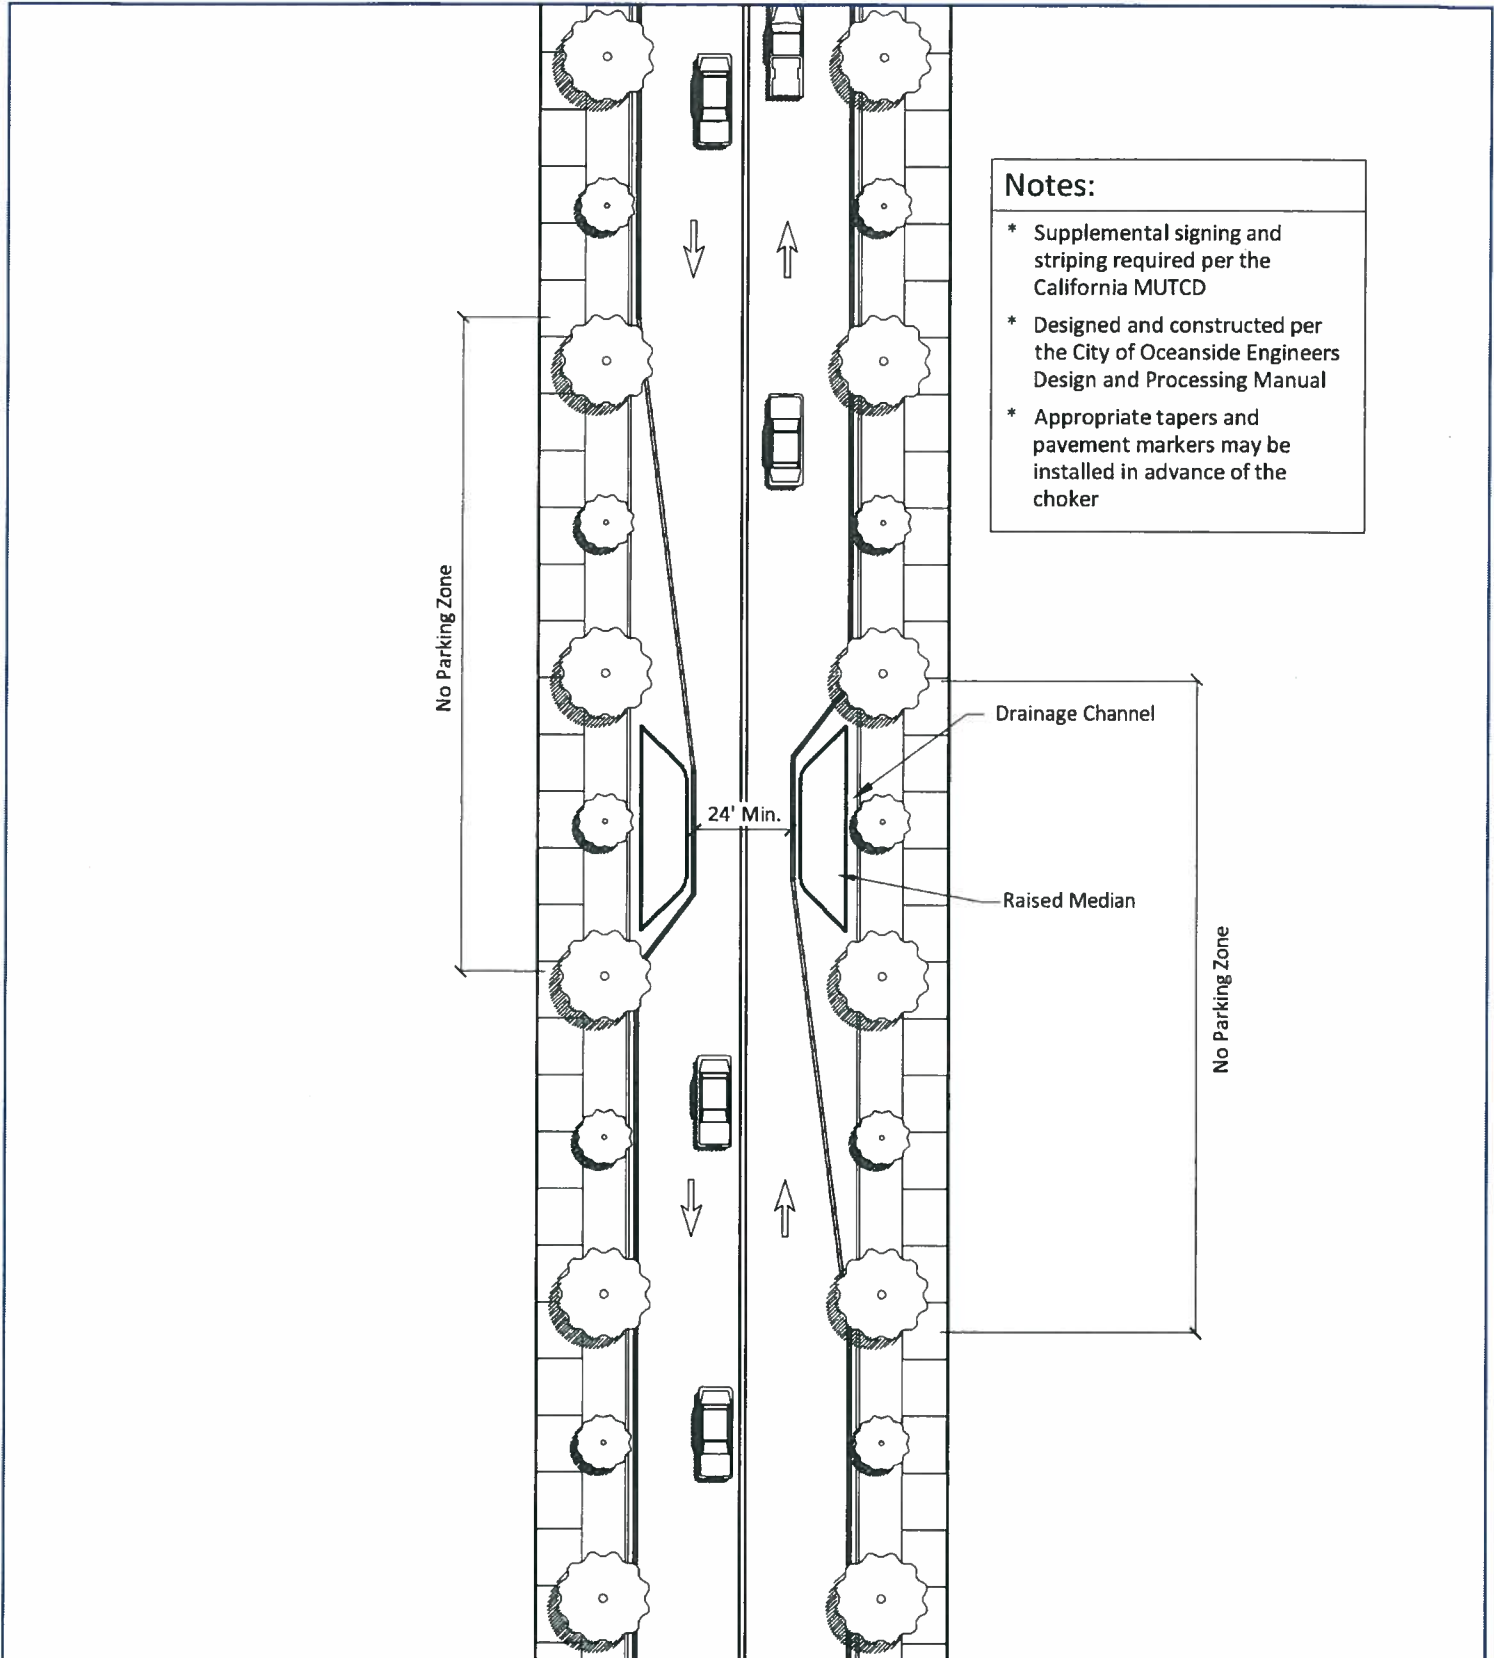 Notes:
* Supplemental signing and
striping required per the
California MUTCD
* Designed and constructed per
the City of Oceanside Engineers
Design and Processing Manual
* Appropriate tapers and
pavement markers may be
installed in advance of the
choker
No Parking Zone
Drainage Channel
24' Min.
Raised Median
No Parking Zone